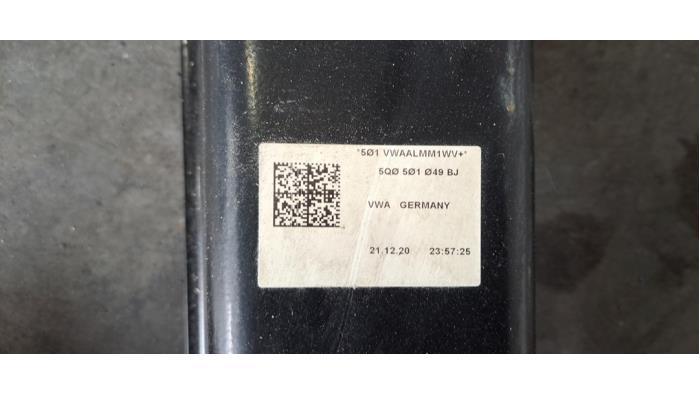 *5Ø1 VWAALMM1WV+*
5QØ 5Ø1 Ø49 BJ
VWA GERMANY
21.12.20 23:57:25